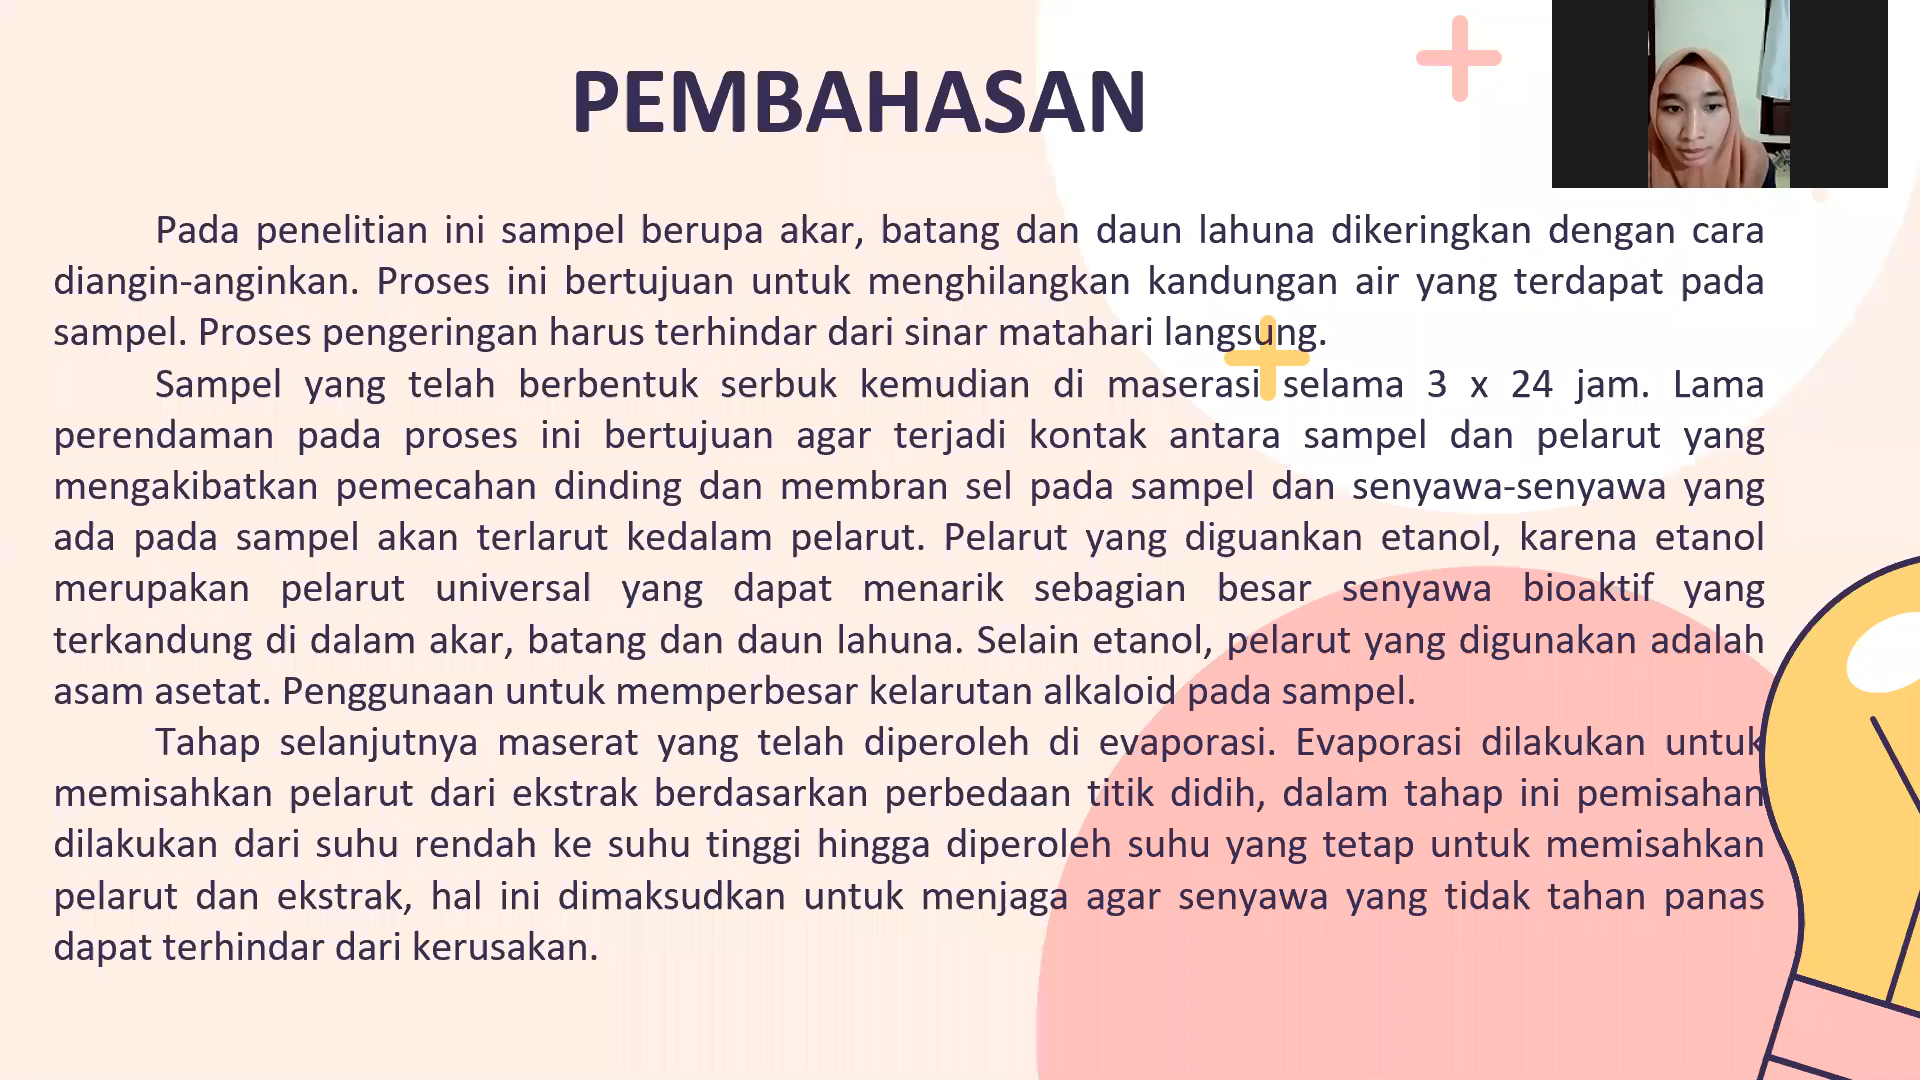 PEMBAHASAN
Pada penelitian ini sampel berupa akar, batang dan daun lahuna dikeringkan dengan cara
diangin-anginkan. Proses ini bertujuan untuk menghilangkan kandungan air yang terdapat pada
sampel. Proses pengeringan harus terhindar dari sinar matahari langsung.
Sampel yang telah berbentuk serbuk kemudian di maserasi selama 3 x 24 jam. Lama
perendaman pada proses ini bertujuan agar terjadi kontak antara sampel dan pelarut yang
mengakibatkan pemecahan dinding dan membran sel pada sampel dan senyawa-senyawa yang
ada pada sampel akan terlarut kedalam pelarut. Pelarut yang diguankan etanol, karena etanol
merupakan pelarut universal yang dapat menarik sebagian besar senyawa bioaktif yang
terkandung di dalam akar, batang dan daun lahuna. Selain etanol, pelarut yang digunakan adalah
asam asetat. Penggunaan untuk memperbesar kelarutan alkaloid pada sampel.
Tahap selanjutnya maserat yang telah diperoleh di evaporasi. Evaporasi dilakukan untuk
memisahkan pelarut dari ekstrak berdasarkan perbedaan titik didih, dalam tahap ini pemisahan
dilakukan dari suhu rendah ke suhu tinggi hingga diperoleh suhu yang tetap untuk memisahkan
pelarut dan ekstrak, hal ini dimaksudkan untuk menjaga agar senyawa yang tidak tahan panas
dapat terhindar dari kerusakan.